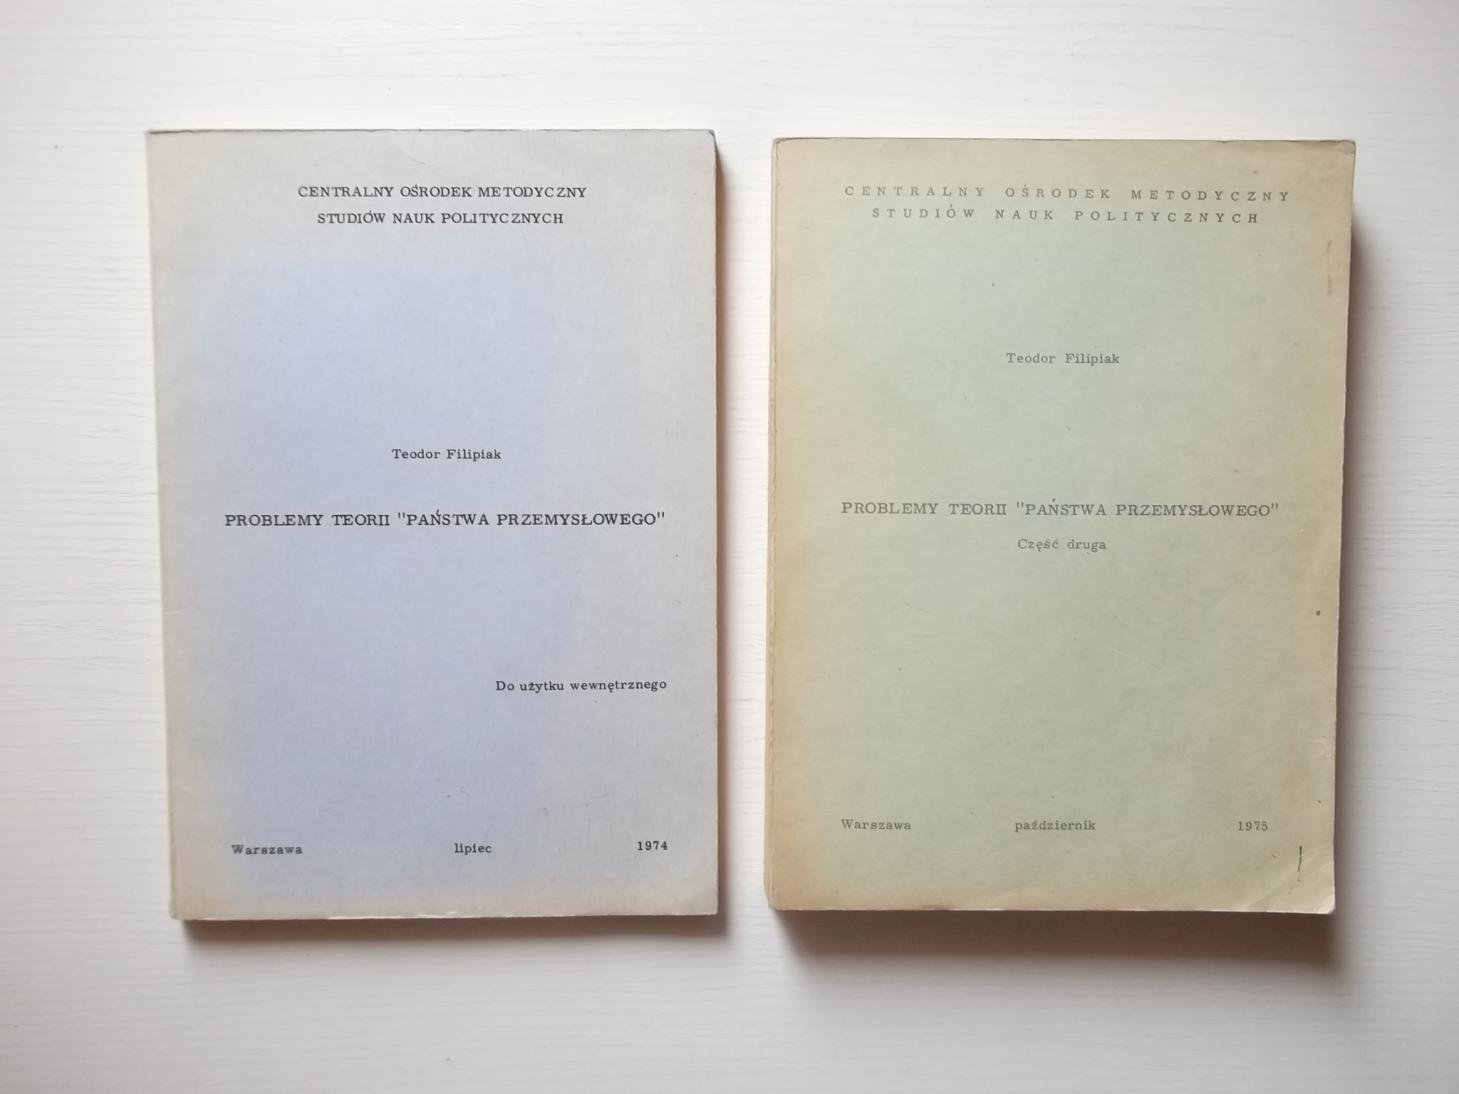 CENTRALNY OŚRODEK METODYCZNY
STUDIÓW NAUK POLITYCZNYCH
Teodor Filipiak
PROBLEMY TEORII "PAŃSTWA PRZEMYSŁOWEGO"
Do użytku wewnętrznego
Warszawa lipiec 1974
CENTRALNY OŚRODEK METODYCZNY
STUDIÓW NAUK POLITYCZNYCH
Teodor Filipiak
PROBLEMY TEORII "PAŃSTWA PRZEMYSŁOWEGO"
Część druga
Warszawa październik 1975